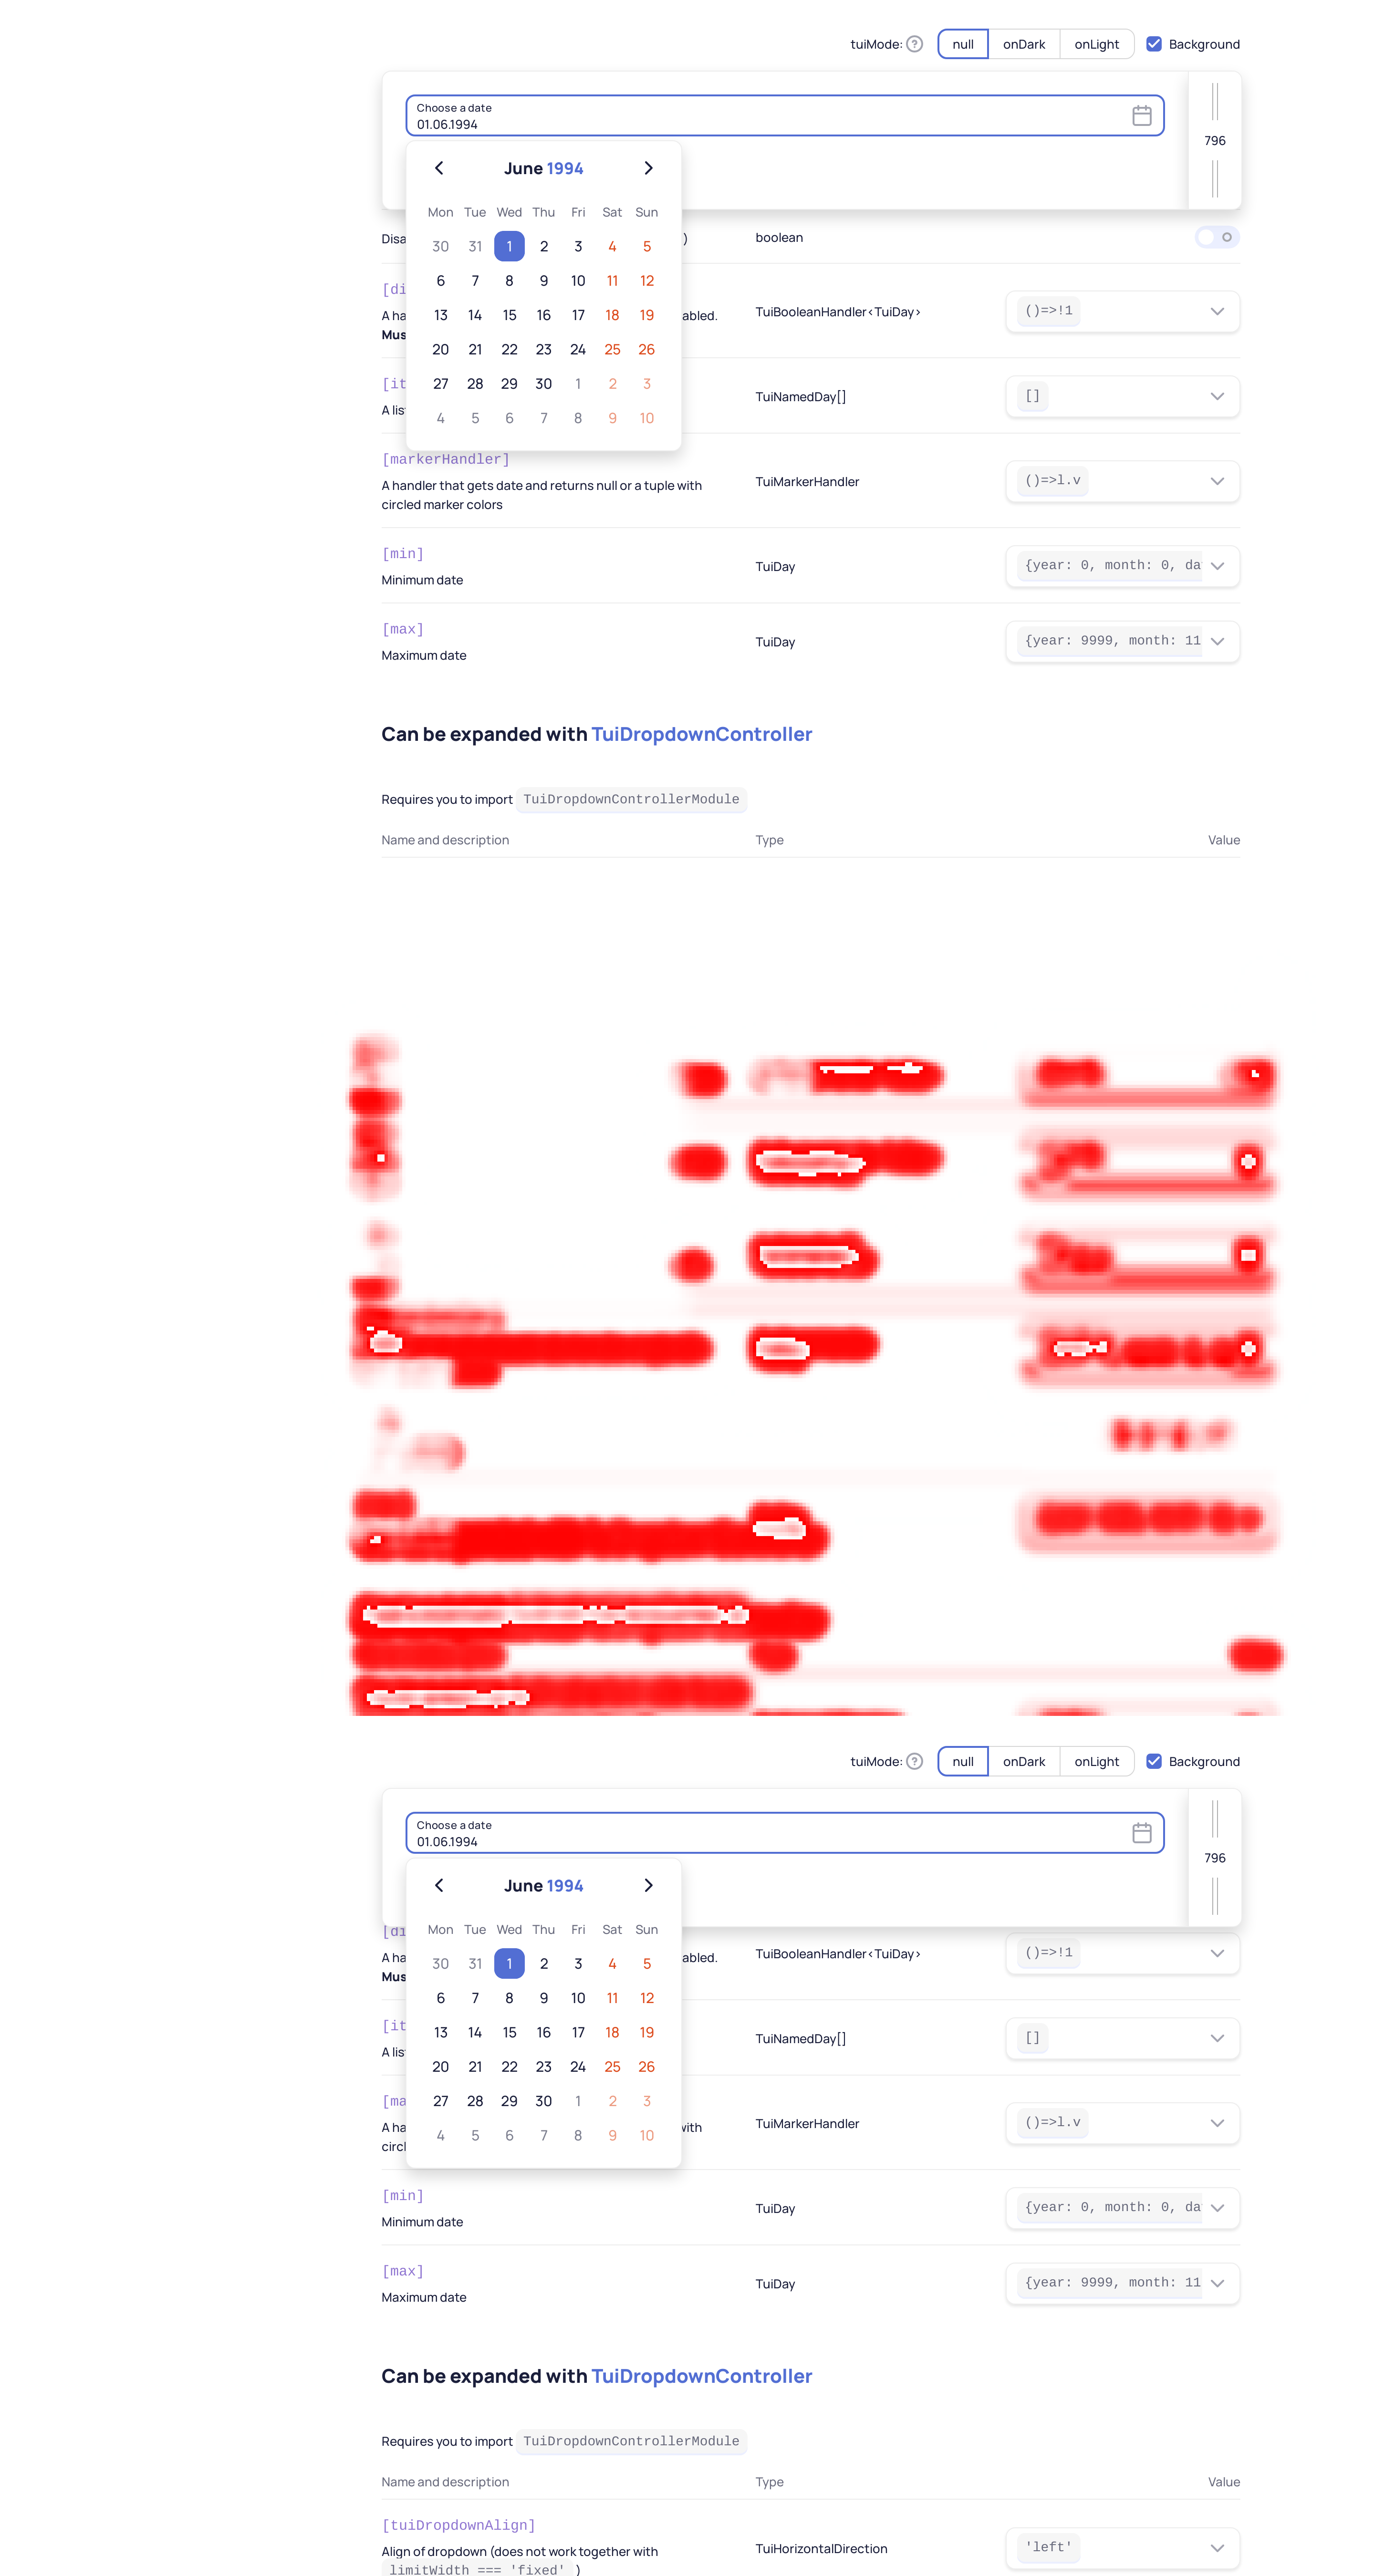 tuiMode: ? null onDark onLight Background
Choose a date
01.06.1994
796
June 1994
Mon Tue Wed Thu Fri Sat Sun
30 31 1 2 3 4 5
6 7 8 9 10 11 12
13 14 15 16 17 18 19
20 21 22 23 24 25 26
27 28 29 30 1 2 3
4 5 6 7 8 9 10
Disa ) boolean
[di
A ha abled. TuiBooleanHandler<TuiDay> ()=>!1
Mus
[it
A lis TuiNamedDay[] []
[markerHandler]
A handler that gets date and returns null or a tuple with
circled marker colors
TuiMarkerHandler ()=>l.v
[min]
Minimum date
TuiDay {year: 0, month: 0, da
[max]
Maximum date
TuiDay {year: 9999, month: 11
Can be expanded with TuiDropdownController
Requires you to import TuiDropdownControllerModule
Name and description Type Value
tuiMode: ? null onDark onLight Background
Choose a date
01.06.1994
796
June 1994
Mon Tue Wed Thu Fri Sat Sun
30 31 1 2 3 4 5
6 7 8 9 10 11 12
13 14 15 16 17 18 19
20 21 22 23 24 25 26
27 28 29 30 1 2 3
4 5 6 7 8 9 10
[di
A ha abled. TuiBooleanHandler<TuiDay> ()=>!1
Mus
[it
A lis TuiNamedDay[] []
[ma
A ha with
circl
TuiMarkerHandler ()=>l.v
[min]
Minimum date
TuiDay {year: 0, month: 0, da
[max]
Maximum date
TuiDay {year: 9999, month: 11
Can be expanded with TuiDropdownController
Requires you to import TuiDropdownControllerModule
Name and description Type Value
[tuiDropdownAlign]
Align of dropdown (does not work together with
limitWidth === 'fixed' )
TuiHorizontalDirection 'left'